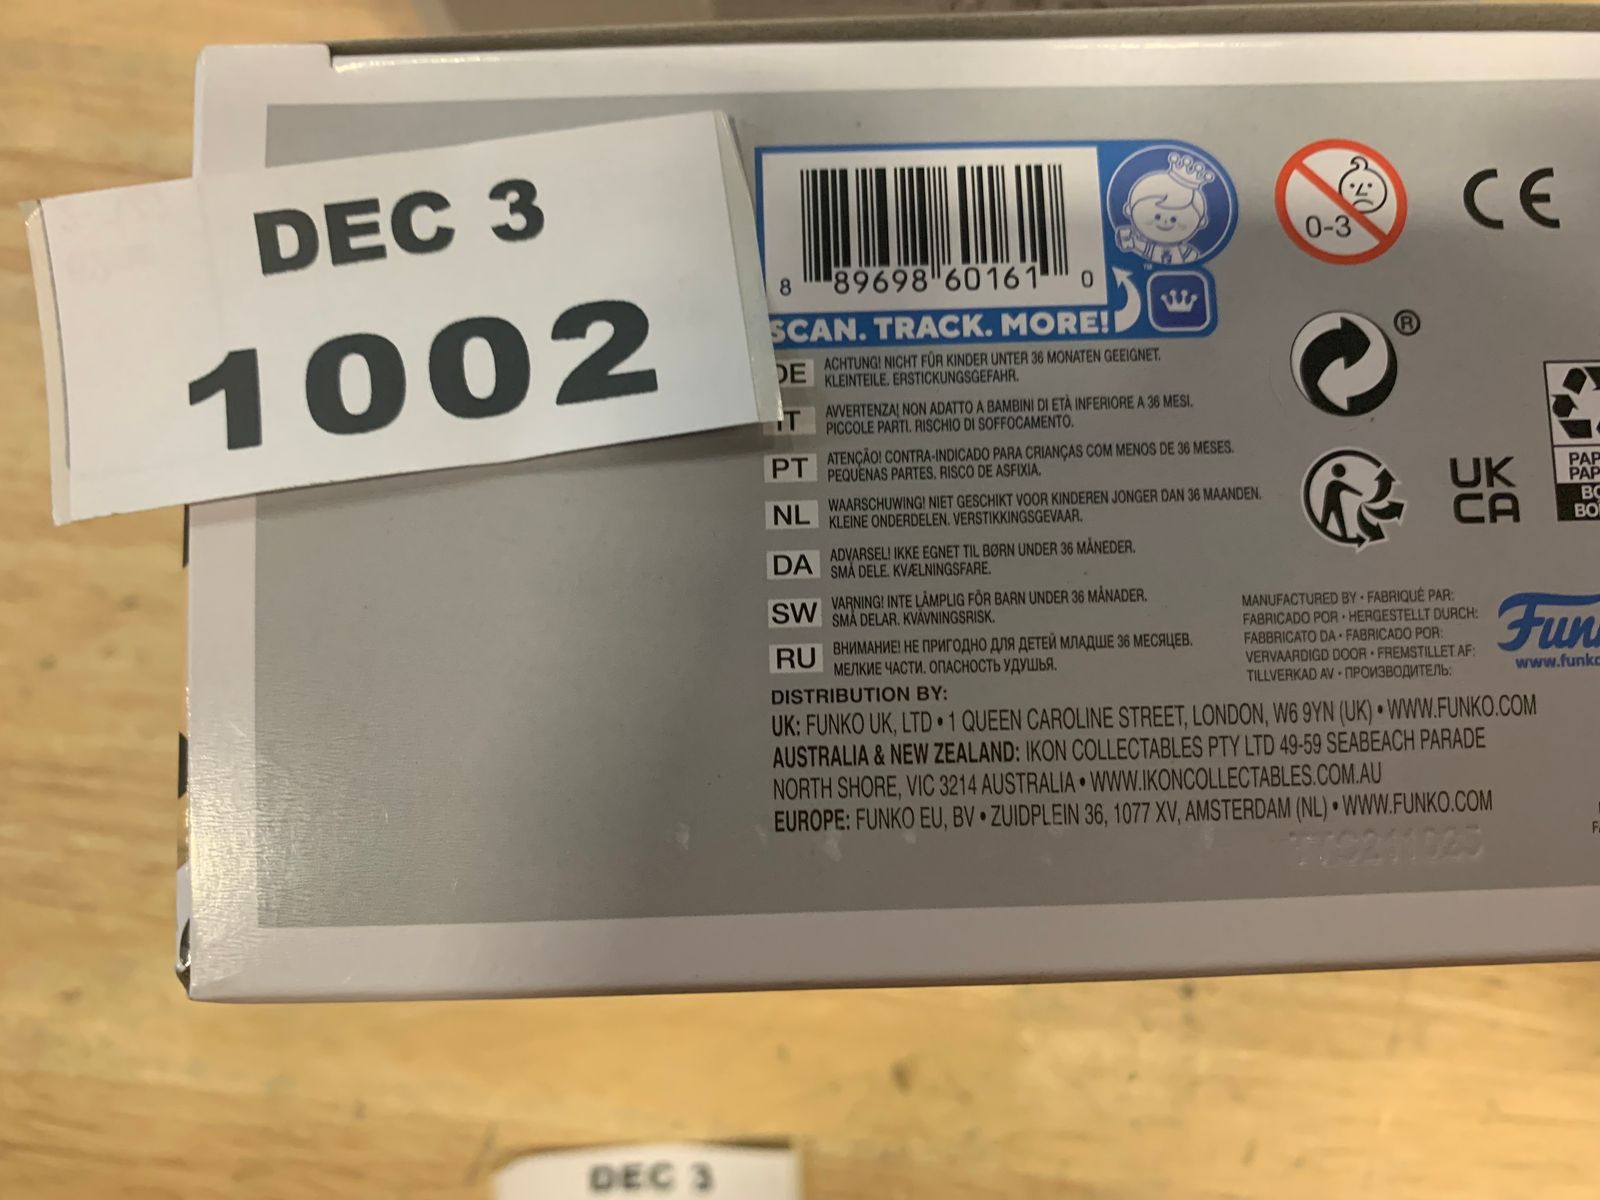 DEC 3
1002
8 89698 60161 0
SCAN. TRACK. MORE!
™
0-3
CE
®
DE ACHTUNG! NICHT FÜR KINDER UNTER 36 MONATEN GEEIGNET.
KLEINTEILE. ERSTICKUNGSGEFAHR.
IT AVVERTENZA! NON ADATTO A BAMBINI DI ETÀ INFERIORE A 36 MESI.
PICCOLE PARTI. RISCHIO DI SOFFOCAMENTO.
PT ATENÇÃO! CONTRA-INDICADO PARA CRIANÇAS COM MENOS DE 36 MESES.
PEQUENAS PARTES. RISCO DE ASFIXIA.
NL WAARSCHUWING! NIET GESCHIKT VOOR KINDEREN JONGER DAN 36 MAANDEN.
KLEINE ONDERDELEN. VERSTIKKINGSGEVAAR.
DA ADVARSEL! IKKE EGNET TIL BØRN UNDER 36 MÅNEDER.
SMÅ DELE. KVÆLNINGSFARE.
SW VARNING! INTE LÄMPLIG FÖR BARN UNDER 36 MÅNADER.
SMÅ DELAR. KVÄVNINGSRISK.
RU ВНИМАНИЕ! НЕ ПРИГОДНО ДЛЯ ДЕТЕЙ МЛАДШЕ 36 МЕСЯЦЕВ.
МЕЛКИЕ ЧАСТИ. ОПАСНОСТЬ УДУШЬЯ.
UK
CA
PAP
PAP
MANUFACTURED BY • FABRIQUÉ PAR:
FABRICADO POR • HERGESTELLT DURCH:
FABBRICATO DA • FABRICADO POR:
VERVAARDIGD DOOR • FREMSTILLET AF:
TILLVERKAD AV • ПРОИЗВОДИТЕЛЬ:
Fun
www.funko
DISTRIBUTION BY:
UK: FUNKO UK, LTD • 1 QUEEN CAROLINE STREET, LONDON, W6 9YN (UK) • WWW.FUNKO.COM
AUSTRALIA & NEW ZEALAND: IKON COLLECTABLES PTY LTD 49-59 SEABEACH PARADE
NORTH SHORE, VIC 3214 AUSTRALIA • WWW.IKONCOLLECTABLES.COM.AU
EUROPE: FUNKO EU, BV • ZUIDPLEIN 36, 1077 XV, AMSTERDAM (NL) • WWW.FUNKO.COM
DEC 3